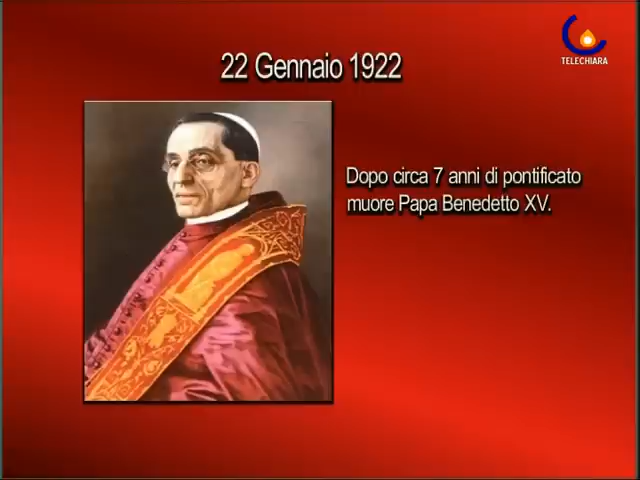 TELECHIARA
22 Gennaio 1922
Dopo circa 7 anni di pontificato
muore Papa Benedetto XV.